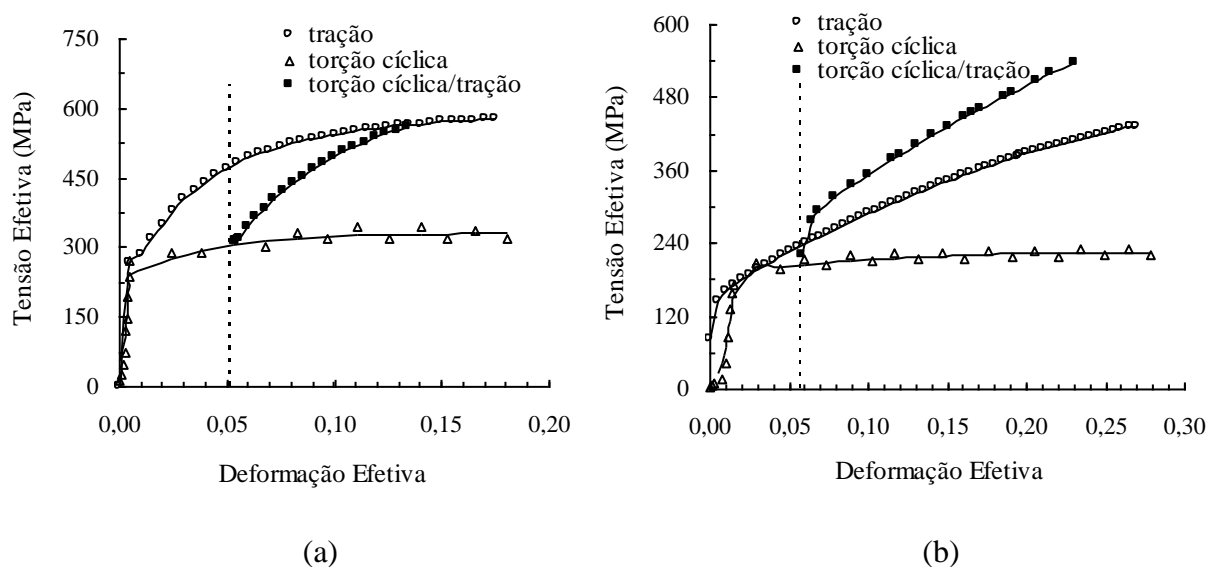 tração
torção cíclica
torção cíclica/tração
Tensão Efetiva (MPa)
750
600
450
300
150
0
0,00 0,05 0,10 0,15 0,20
Deformação Efetiva
(a)
tração
torção cíclica
torção cíclica/tração
Tensão Efetiva (MPa)
600
480
360
240
120
0
0,00 0,05 0,10 0,15 0,20 0,25 0,30
Deformação Efetiva
(b)